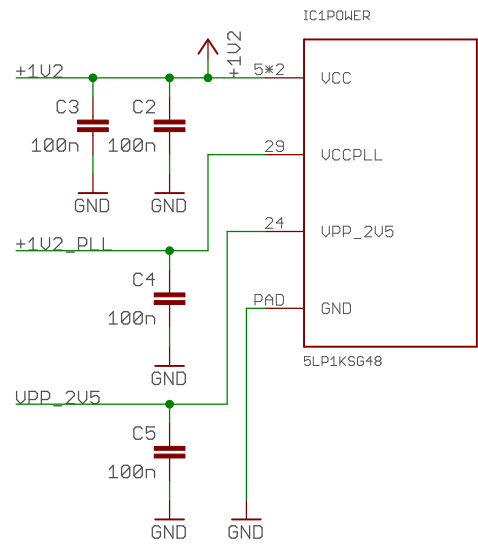 IC1POWER
+1V2
+1V2
5*2
VCC
C3
C2
100n
100n
29
VCCPLL
GND
GND
24
VPP_2V5
+1V2_PLL
C4
PAD
GND
100n
5LP1KSG48
GND
VPP_2V5
C5
100n
GND
GND